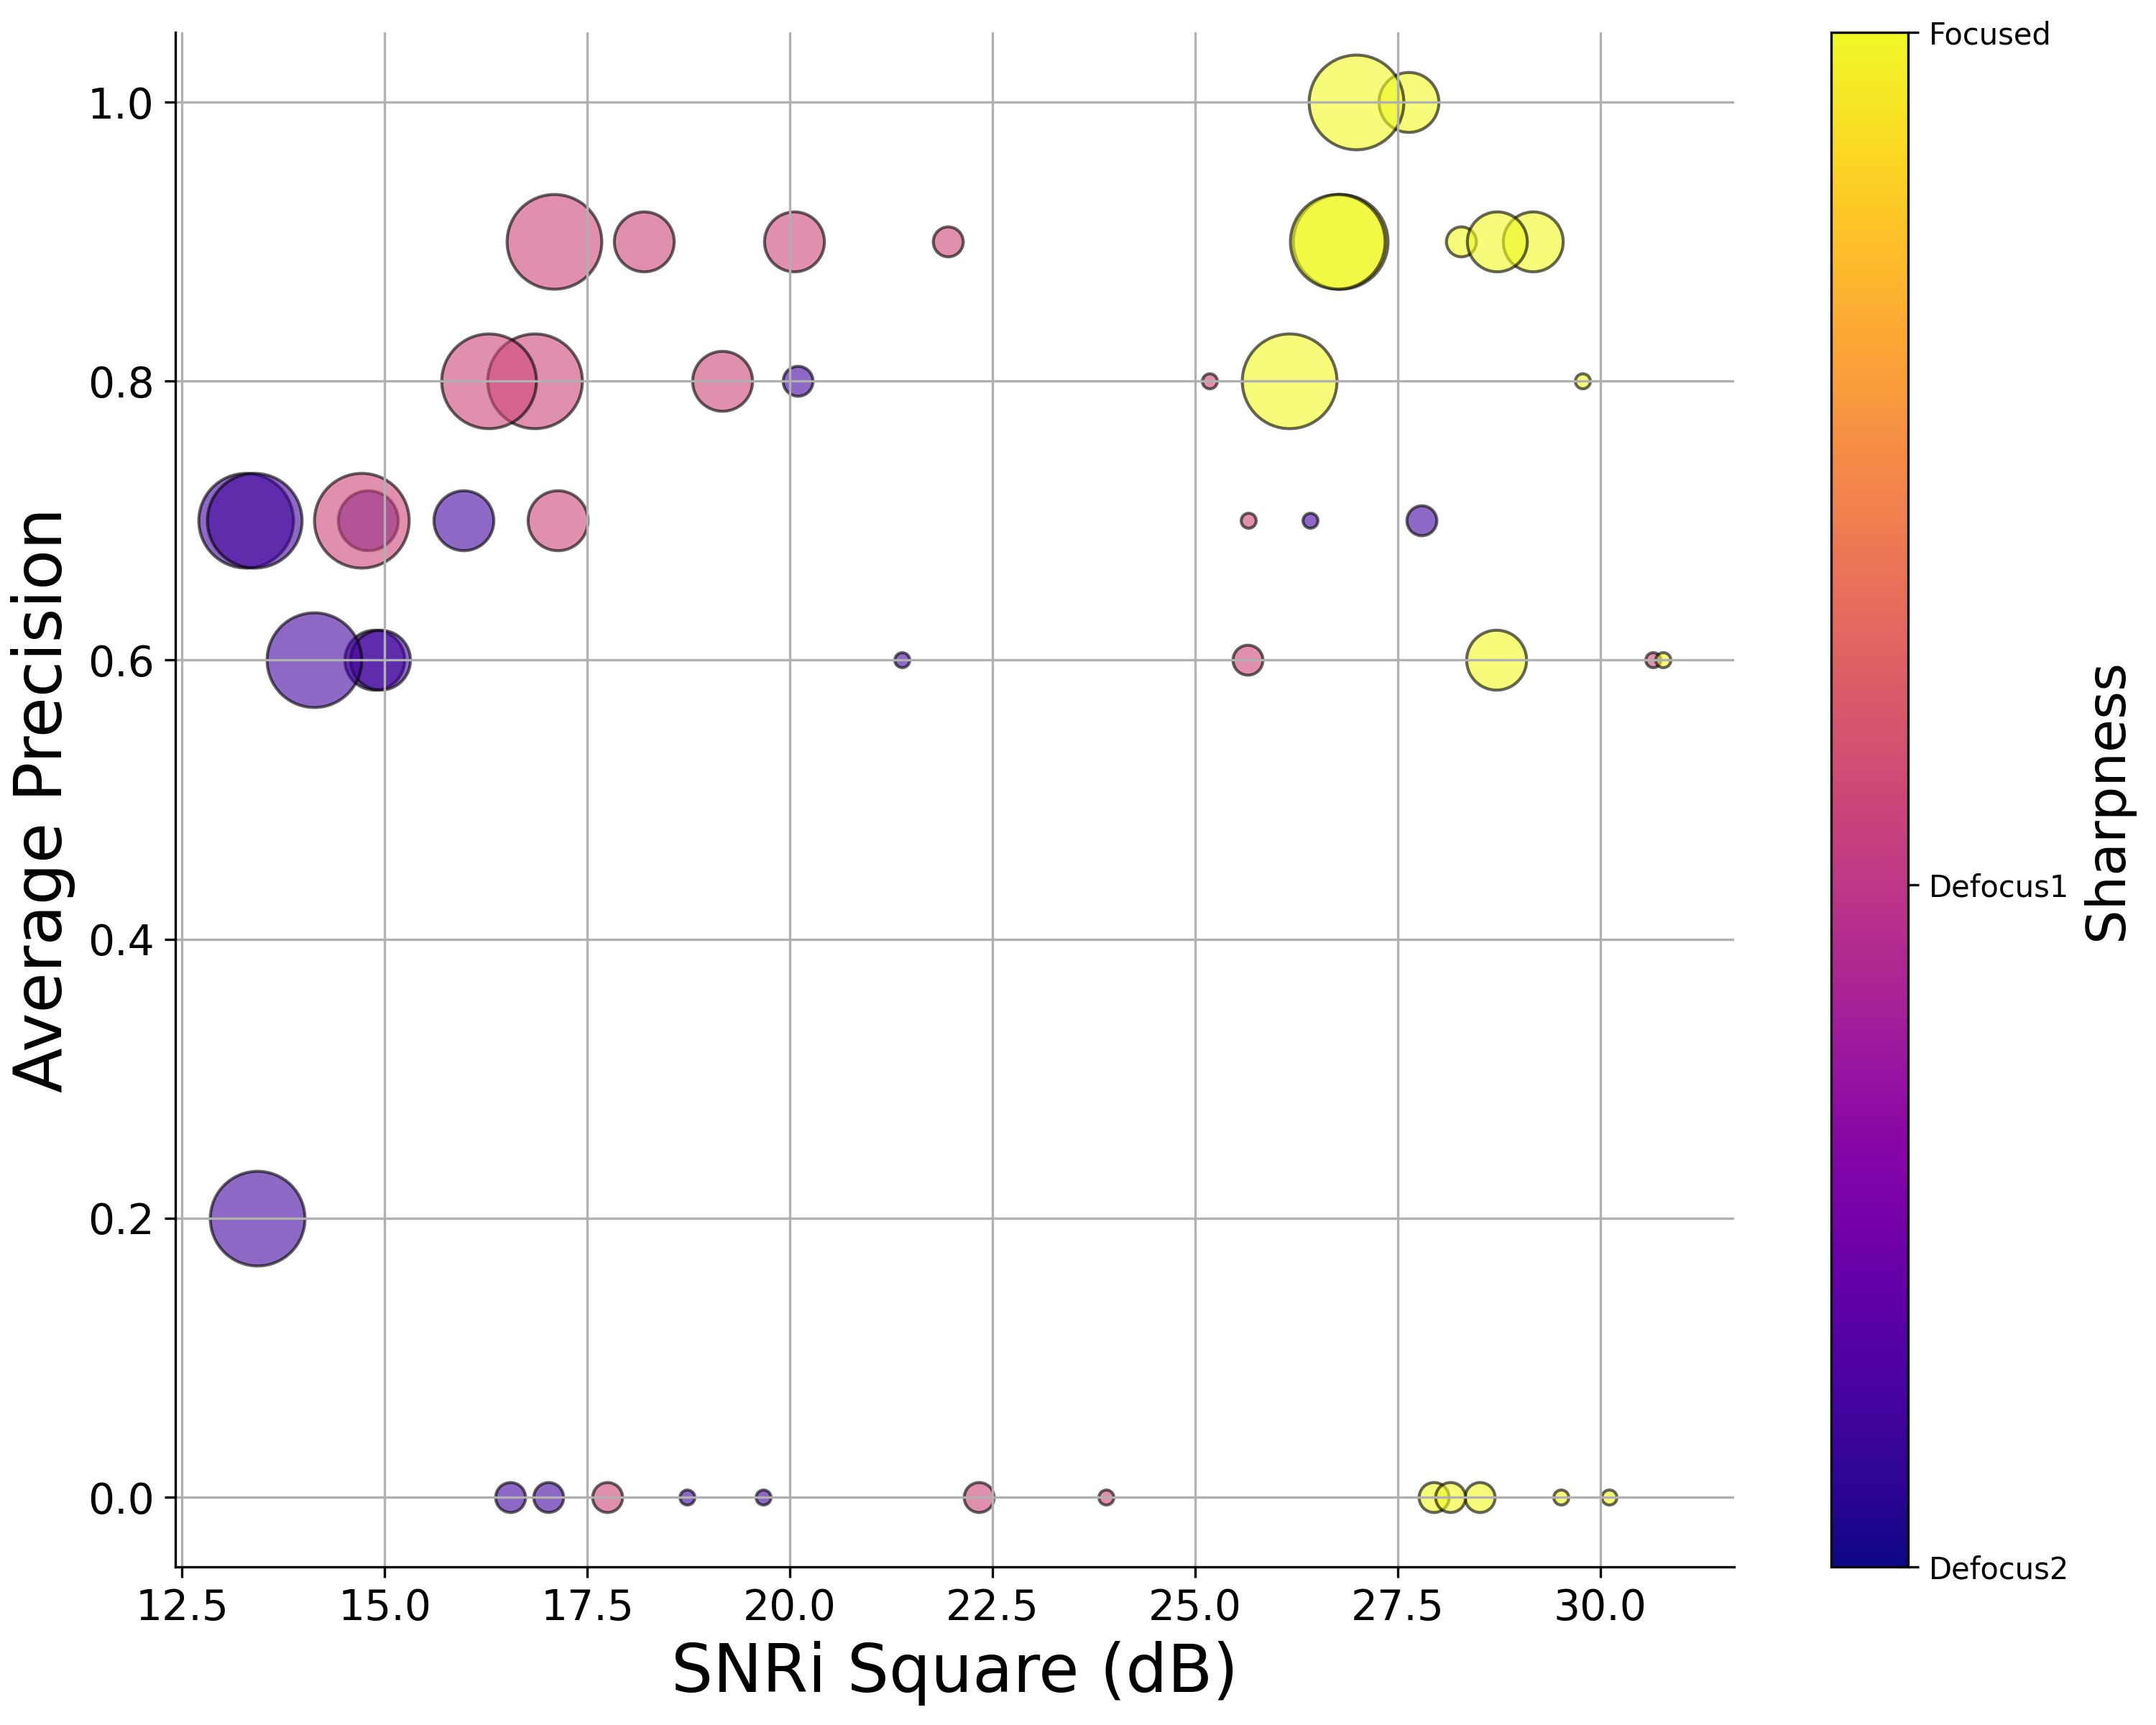 Average Precision
1.0
0.8
0.6
0.4
0.2
0.0
12.5 15.0 17.5 20.0 22.5 25.0 27.5 30.0
SNRi Square (dB)
Focused
Defocus1
Defocus2
Sharpness